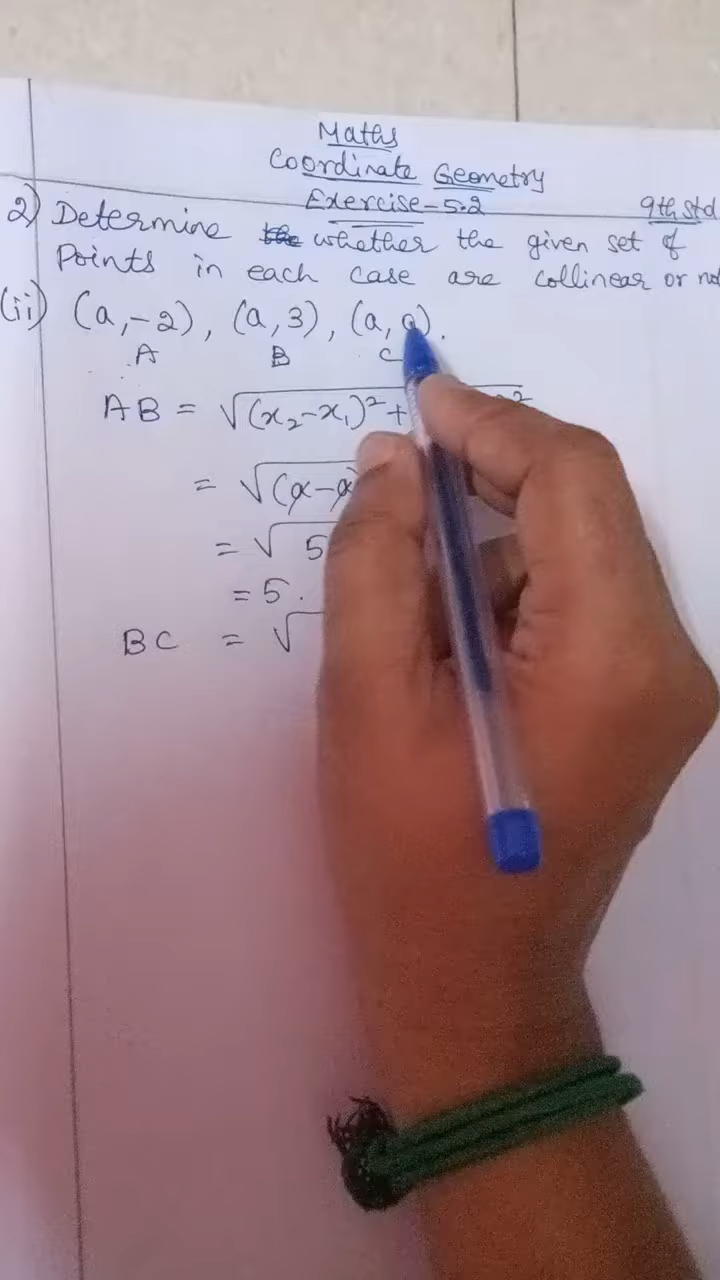 Maths
Coordinate Geometry
Exercise-5.2
9th std
2) Determine whether the given set of
Points in each case are collinear or not
(ii) (a,-2), (a,3), (a,
A B C
AB = √(x₂-x₁)²+
= √(a-a)
= √ 5
= 5.
BC = √